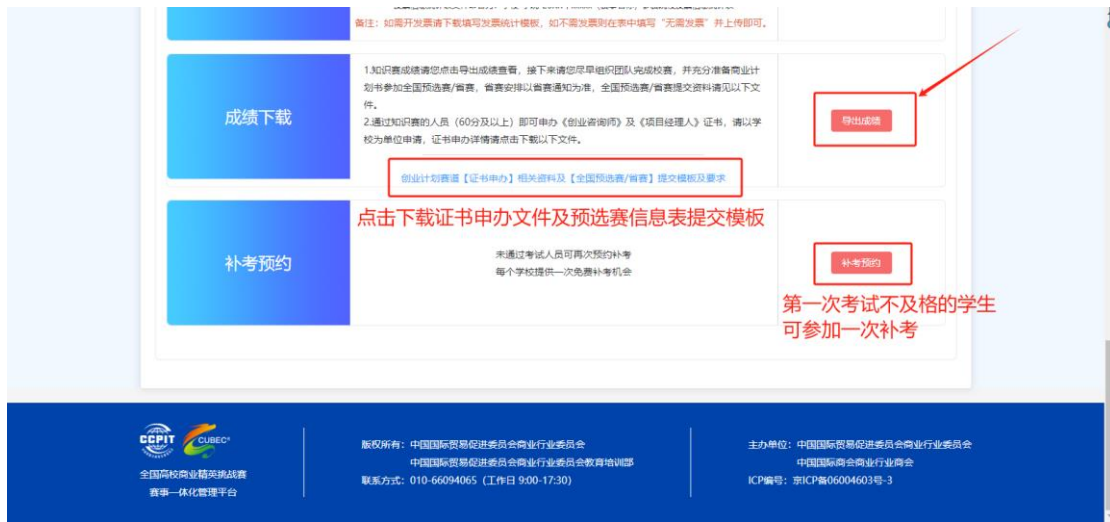 备注：如需开发票请下载填写发票统计模板，如不需发票则在表中填写“无需发票”并上传即可。
成绩下载
1.知识赛成绩请您点击导出成绩查看，接下来请您尽早组织团队完成校赛，并充分准备商业计
划书参加全国预选赛/省赛，省赛安排以省赛通知为准，全国预选赛/省赛提交资料请见以下文
件。
2.通过知识赛的人员（60分及以上）即可申办《创业咨询师》及《项目经理人》证书，请以学
校为单位申请，证书申办详情请点击下载以下文件。
创业计划赛道【证书申办】相关资料及【全国预选赛/省赛】提交模板及要求
导出成绩
点击下载证书申办文件及预选赛信息表提交模板
补考预约
未通过考试人员可再次预约补考
每个学校提供一次免费补考机会
补考预约
第一次考试不及格的学生
可参加一次补考
CCPIT CUBEC
全国高校商业精英挑战赛
赛事一体化管理平台
版权所有：中国国际贸易促进委员会商业行业委员会
中国国际贸易促进委员会商业行业委员会教育培训部
联系方式：010-66094065（工作日 9:00-17:30）
主办单位：中国国际贸易促进委员会商业行业委员会
中国国际商会商业行业商会
ICP编号：京ICP备06004603号-3